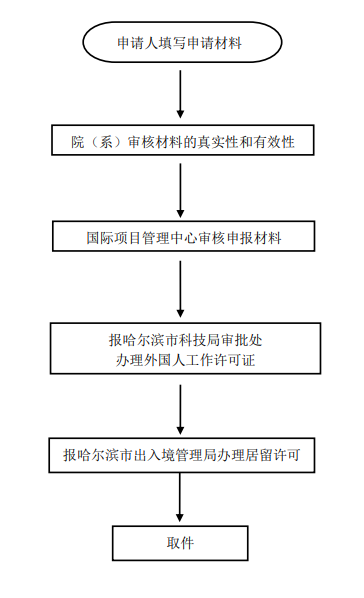 申请人填写申请材料
院（系）审核材料的真实性和有效性
国际项目管理中心审核申报材料
报哈尔滨市科技局审批处
办理外国人工作许可证
报哈尔滨市出入境管理局办理居留许可
取件